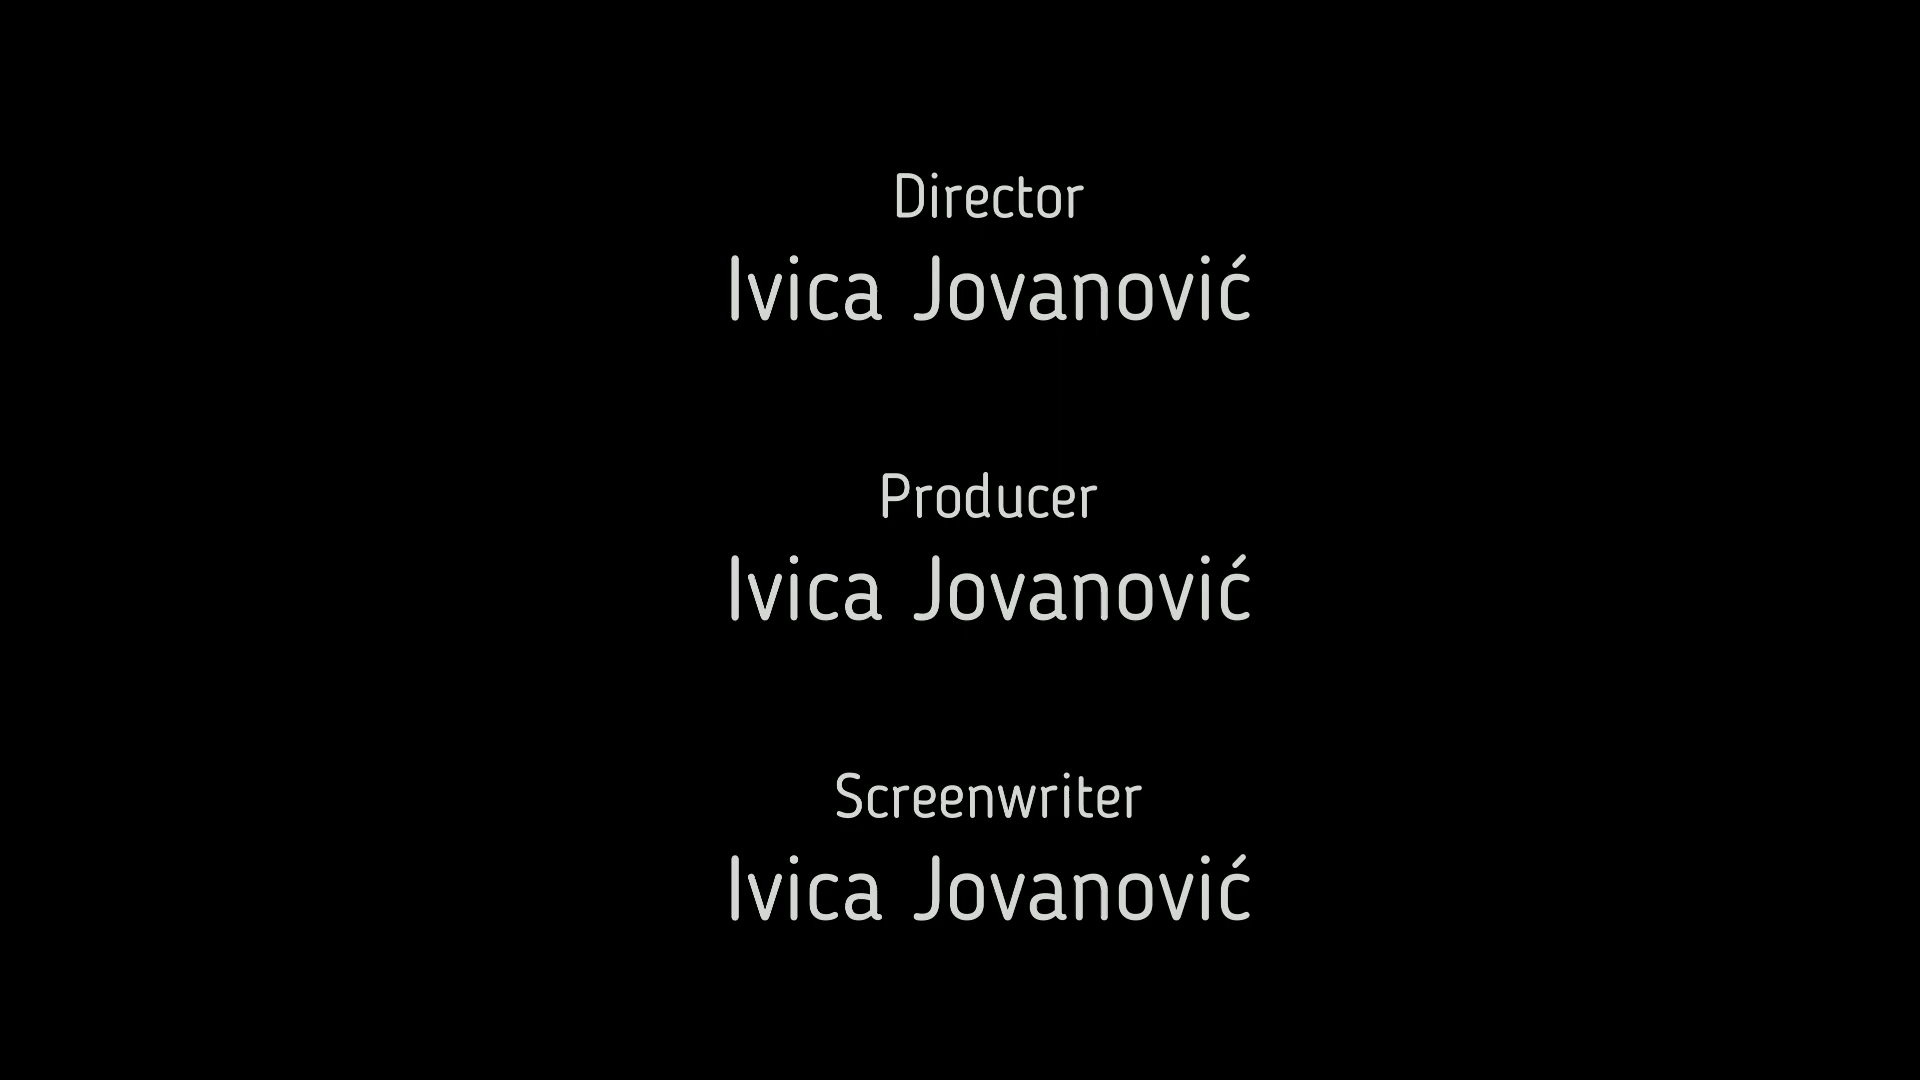 Director
Ivica Jovanović
Producer
Ivica Jovanović
Screenwriter
Ivica Jovanović